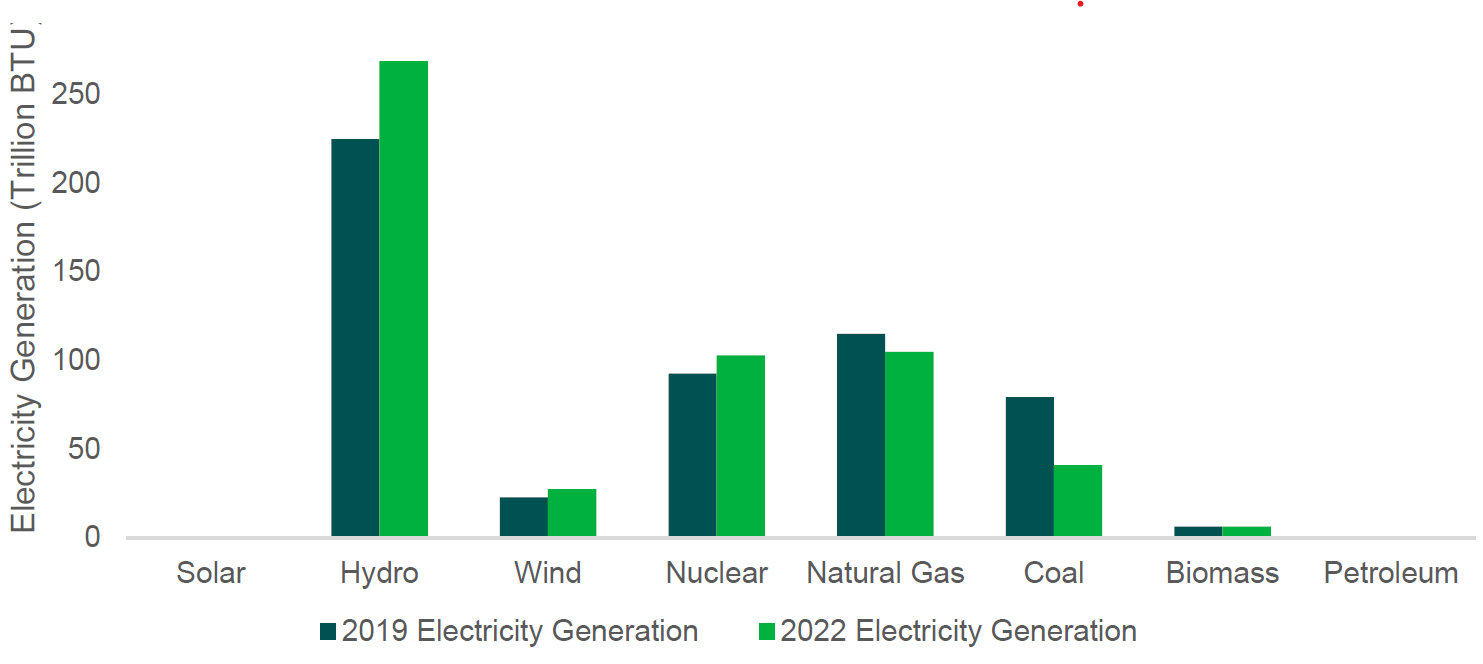 Electricity Generation (Trillion BTU)
250
200
150
100
50
0
Solar
Hydro
Wind
Nuclear
Natural Gas
Coal
Biomass
Petroleum
2019 Electricity Generation
2022 Electricity Generation